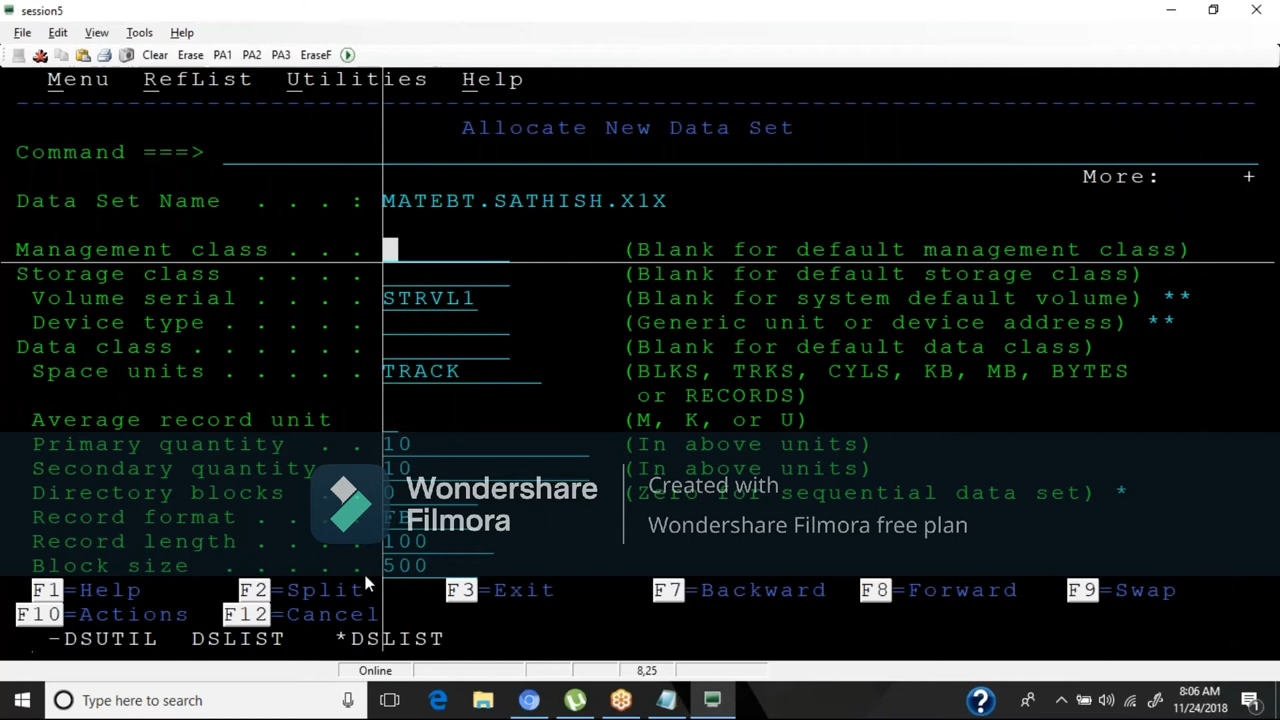 session5
File Edit View Tools Help
Clear Erase PA1 PA2 PA3 EraseF
Menu RefList Utilities Help
Allocate New Data Set
Command ===>
More: +
Data Set Name . . . : MATEBT.SATHISH.X1X
Management class . . . (Blank for default management class)
Storage class . . . . (Blank for default storage class)
Volume serial . . . . STRVL1 (Blank for system default volume) **
Device type . . . . . (Generic unit or device address) **
Data class . . . . . . (Blank for default data class)
Space units . . . . . TRACK (BLKS, TRKS, CYLS, KB, MB, BYTES
or RECORDS)
Average record unit (M, K, or U)
Primary quantity . . 10 (In above units)
Secondary quantity . . 10 (In above units)
Directory blocks . . 0 (Zero for sequential data set) *
Record format . . . . FB
Record length . . . . 100
Block size . . . . . 500
Wondershare
Filmora
Created with
Wondershare Filmora free plan
F1=Help F2=Split F3=Exit F7=Backward F8=Forward F9=Swap
F10=Actions F12=Cancel
-DSUTIL DSLIST *DSLIST
Online 8,25
Type here to search
8:06 AM
11/24/2018
1